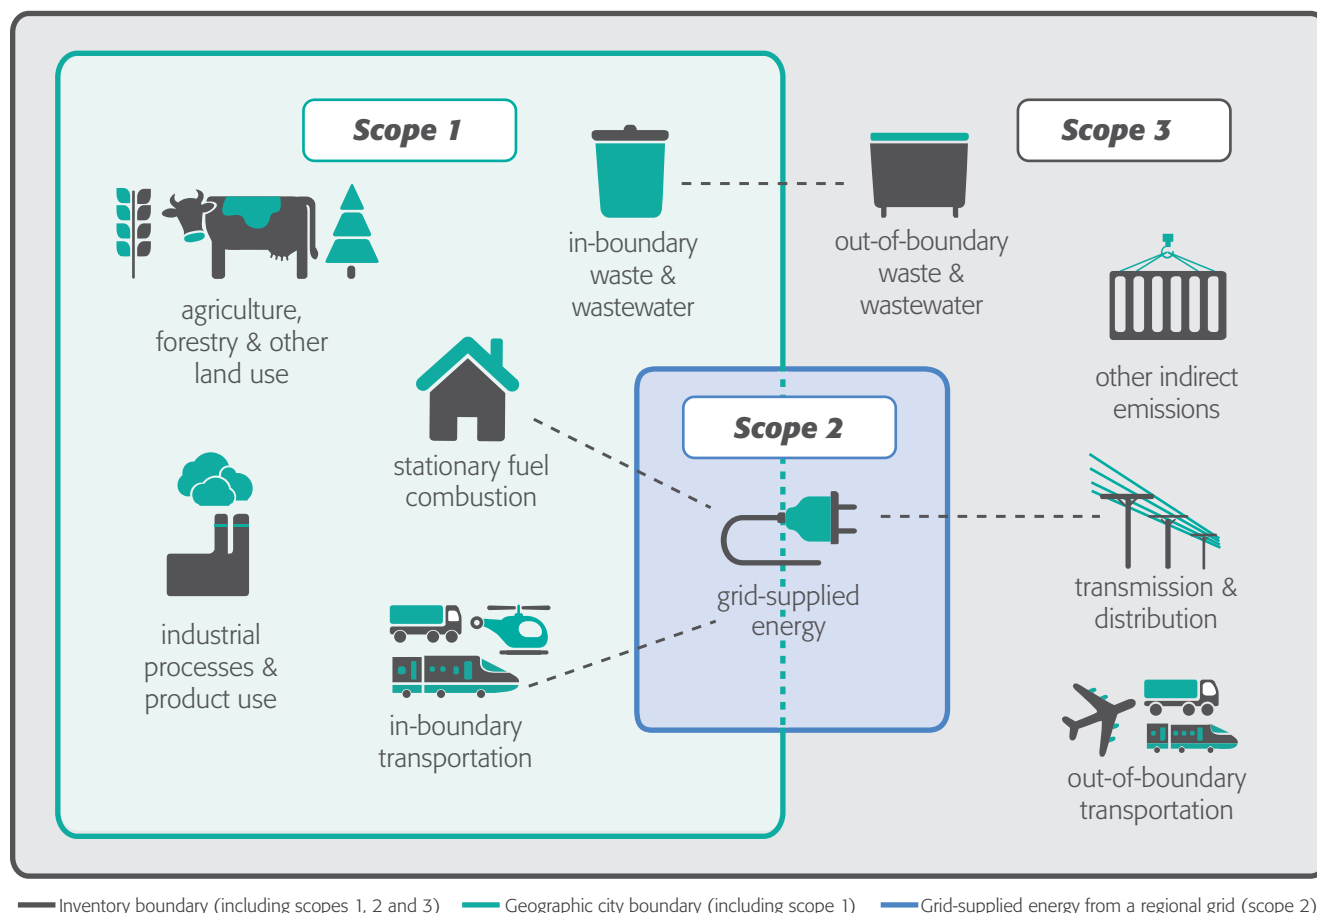 Scope 1
Scope 3
in-boundary
waste &
wastewater
out-of-boundary
waste &
wastewater
agriculture,
forestry & other
land use
other indirect
emissions
Scope 2
stationary fuel
combustion
grid-supplied
energy
transmission &
distribution
industrial
processes &
product use
in-boundary
transportation
out-of-boundary
transportation
Inventory boundary (including scopes 1, 2 and 3)
Geographic city boundary (including scope 1)
Grid-supplied energy from a regional grid (scope 2)